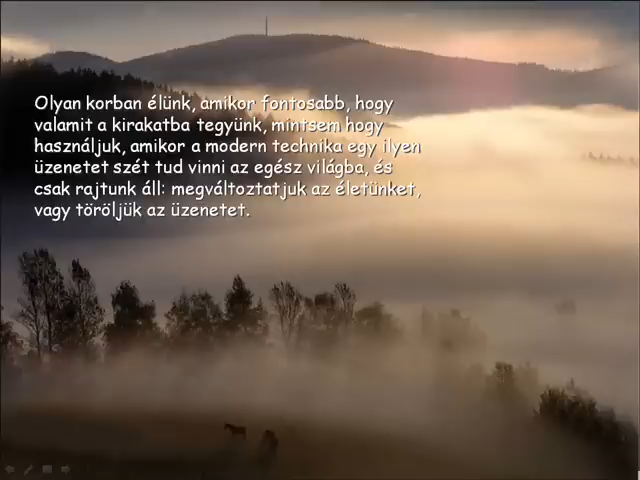 Olyan korban élünk, amikor fontosabb, hogy
valamit a kirakatba tegyünk, mintsem hogy
használjuk, amikor a modern technika egy ilyen
üzenetet szét tud vinni az egész világba, és
csak rajtunk áll: megváltoztatjuk az életünket,
vagy töröljük az üzenetet.